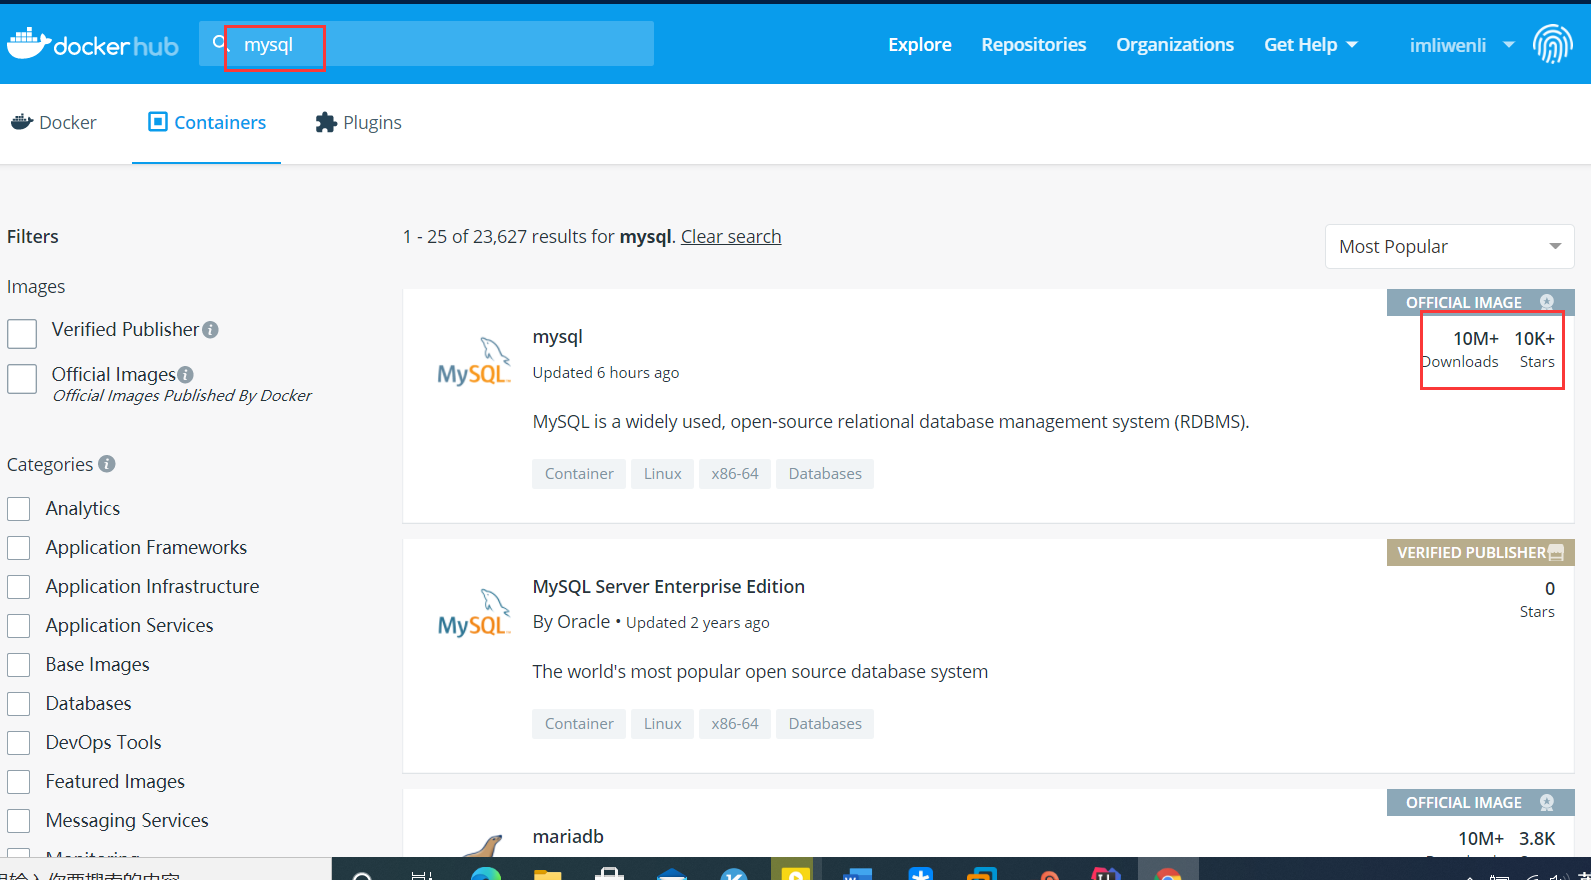 docker hub
mysql
Explore
Repositories
Organizations
Get Help
imliwenli
Docker
Containers
Plugins
Filters
Images
Verified Publisher
Official Images
Official Images Published By Docker
Categories
Analytics
Application Frameworks
Application Infrastructure
Application Services
Base Images
Databases
DevOps Tools
Featured Images
Messaging Services
Monitoring
1 - 25 of 23,627 results for mysql. Clear search
Most Popular
OFFICIAL IMAGE
MySQL
mysql
Updated 6 hours ago
10M+ 10K+
Downloads Stars
MySQL is a widely used, open-source relational database management system (RDBMS).
Container Linux x86-64 Databases
VERIFIED PUBLISHER
MySQL
MySQL Server Enterprise Edition
By Oracle • Updated 2 years ago
0
Stars
The world's most popular open source database system
Container Linux x86-64 Databases
OFFICIAL IMAGE
mariadb
10M+ 3.8K